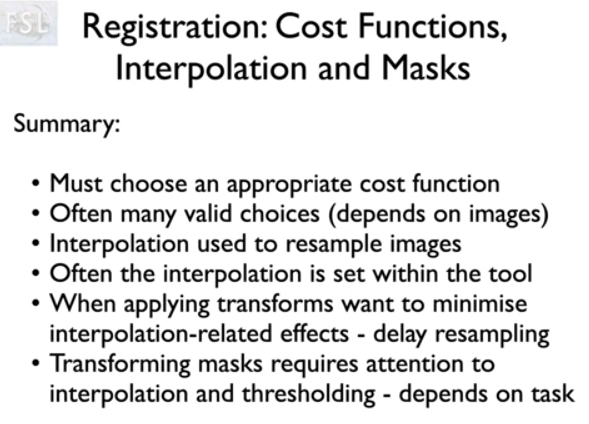 FSL
Registration: Cost Functions,
Interpolation and Masks
Summary:
• Must choose an appropriate cost function
• Often many valid choices (depends on images)
• Interpolation used to resample images
• Often the interpolation is set within the tool
• When applying transforms want to minimise
interpolation-related effects - delay resampling
• Transforming masks requires attention to
interpolation and thresholding - depends on task